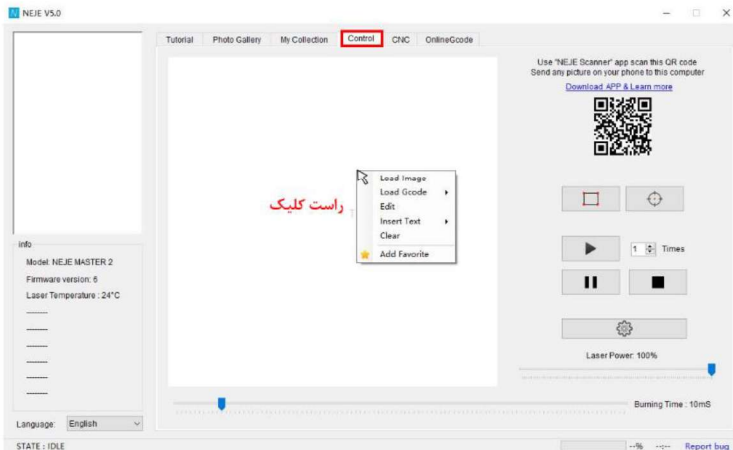 NEJE V5.0
Tutorial Photo Gallery My Collection Control CNC OnlineGcode
Use "NEJE Scanner" app scan this QR code
Send any picture on your phone to this computer
Download APP & Learn more
راست کلیک
Load Image
Load Gcode
Edit
Insert Text
Clear
Add Favorite
1 Times
Laser Power: 100%
Burning Time : 10mS
info
Model: NEJE MASTER 2
Firmware version: 6
Laser Temperature : 24°C
--------
--------
--------
--------
--------
--------
Language: English
STATE : IDLE
--% --:-- Report bug